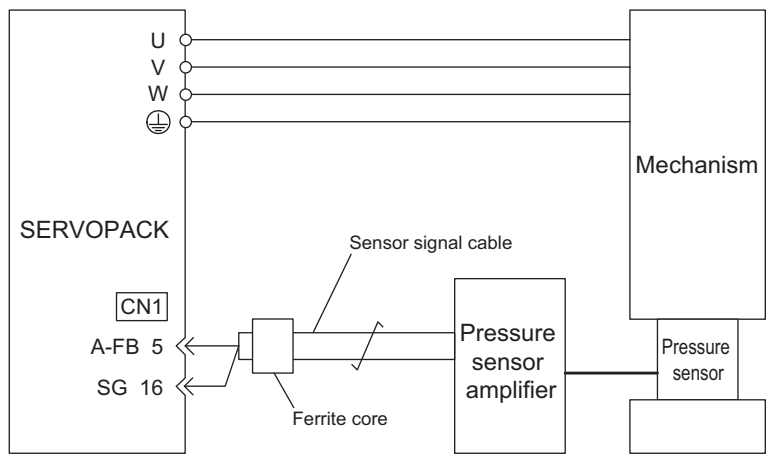 U
V
W
Mechanism
SERVOPACK
Sensor signal cable
CN1
A-FB 5
SG 16
Pressure
sensor
amplifier
Pressure
sensor
Ferrite core